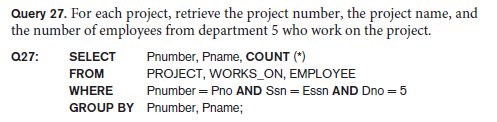 Query 27. For each project, retrieve the project number, the project name, and
the number of employees from department 5 who work on the project.
Q27: SELECT Pnumber, Pname, COUNT (*)
FROM PROJECT, WORKS_ON, EMPLOYEE
WHERE Pnumber = Pno AND Ssn = Essn AND Dno = 5
GROUP BY Pnumber, Pname;